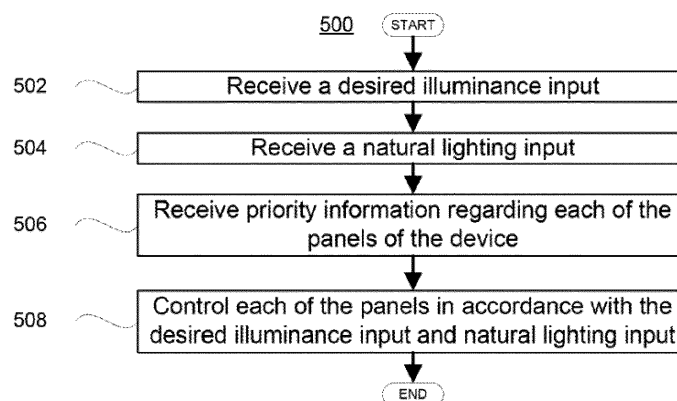 500 START
502 Receive a desired illuminance input
504 Receive a natural lighting input
506 Receive priority information regarding each of the
panels of the device
508 Control each of the panels in accordance with the
desired illuminance input and natural lighting input
END